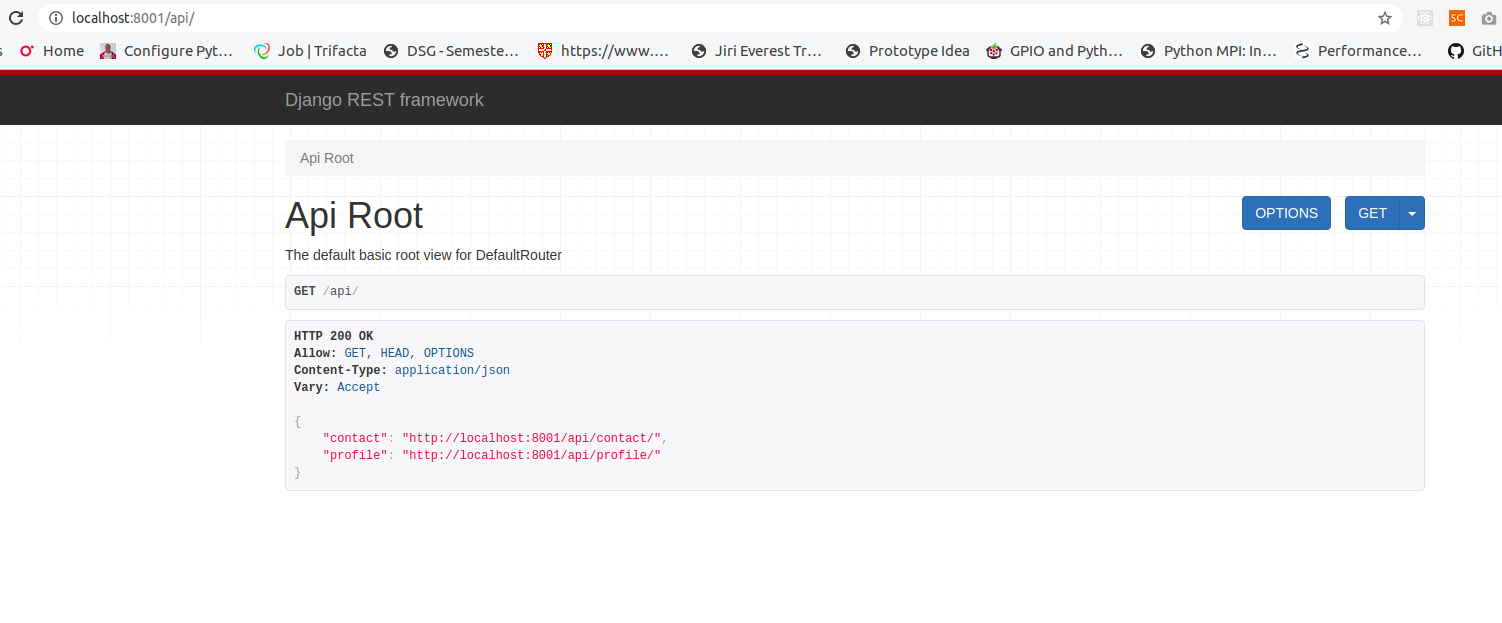 localhost:8001/api/
SC
s Home Configure Pyt... Job | Trifacta DSG - Semeste... https://www.... Jiri Everest Tr... Prototype Idea GPIO and Pyth... Python MPI: In... Performance... GitH
Django REST framework
Api Root
Api Root
OPTIONS GET
The default basic root view for DefaultRouter
GET /api/
HTTP 200 OK
Allow: GET, HEAD, OPTIONS
Content-Type: application/json
Vary: Accept
{
"contact": "http://localhost:8001/api/contact/",
"profile": "http://localhost:8001/api/profile/"
}